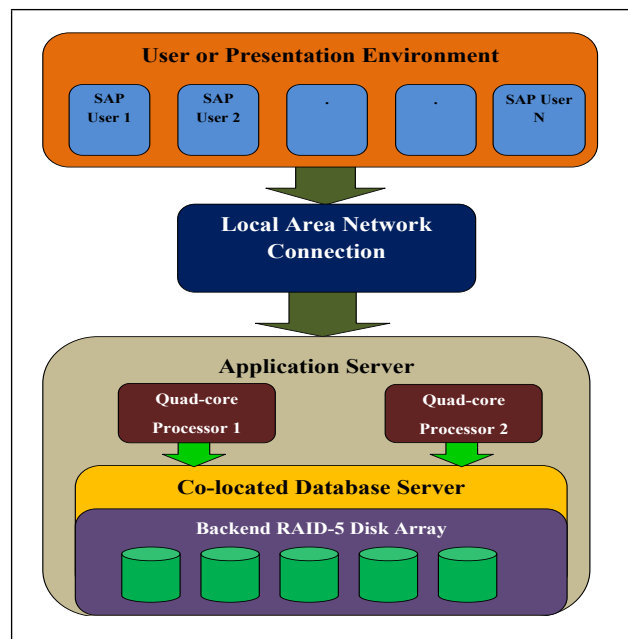 User or Presentation Environment
SAP
User 1
SAP
User 2
.
.
SAP User
N
Local Area Network
Connection
Application Server
Quad-core
Processor 1
Quad-core
Processor 2
Co-located Database Server
Backend RAID-5 Disk Array